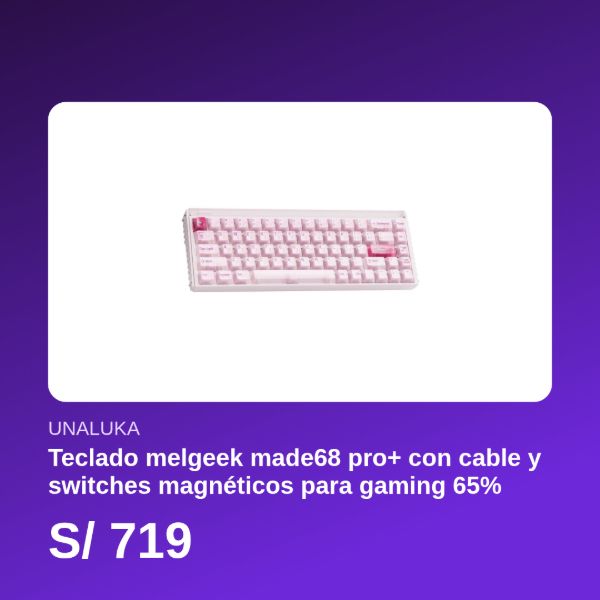 UNALUKA
Teclado melgeek made68 pro+ con cable y
switches magnéticos para gaming 65%
S/ 719